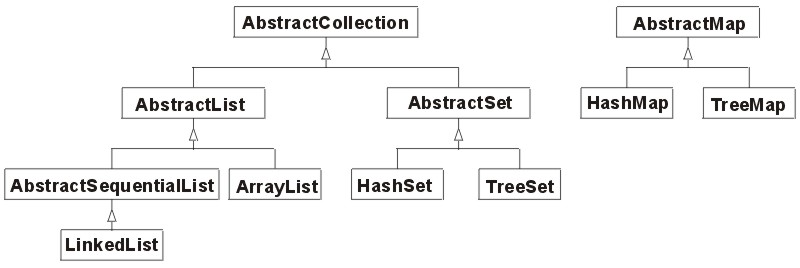 AbstractCollection
AbstractMap
AbstractList
AbstractSet
HashMap
TreeMap
AbstractSequentialList
ArrayList
HashSet
TreeSet
LinkedList